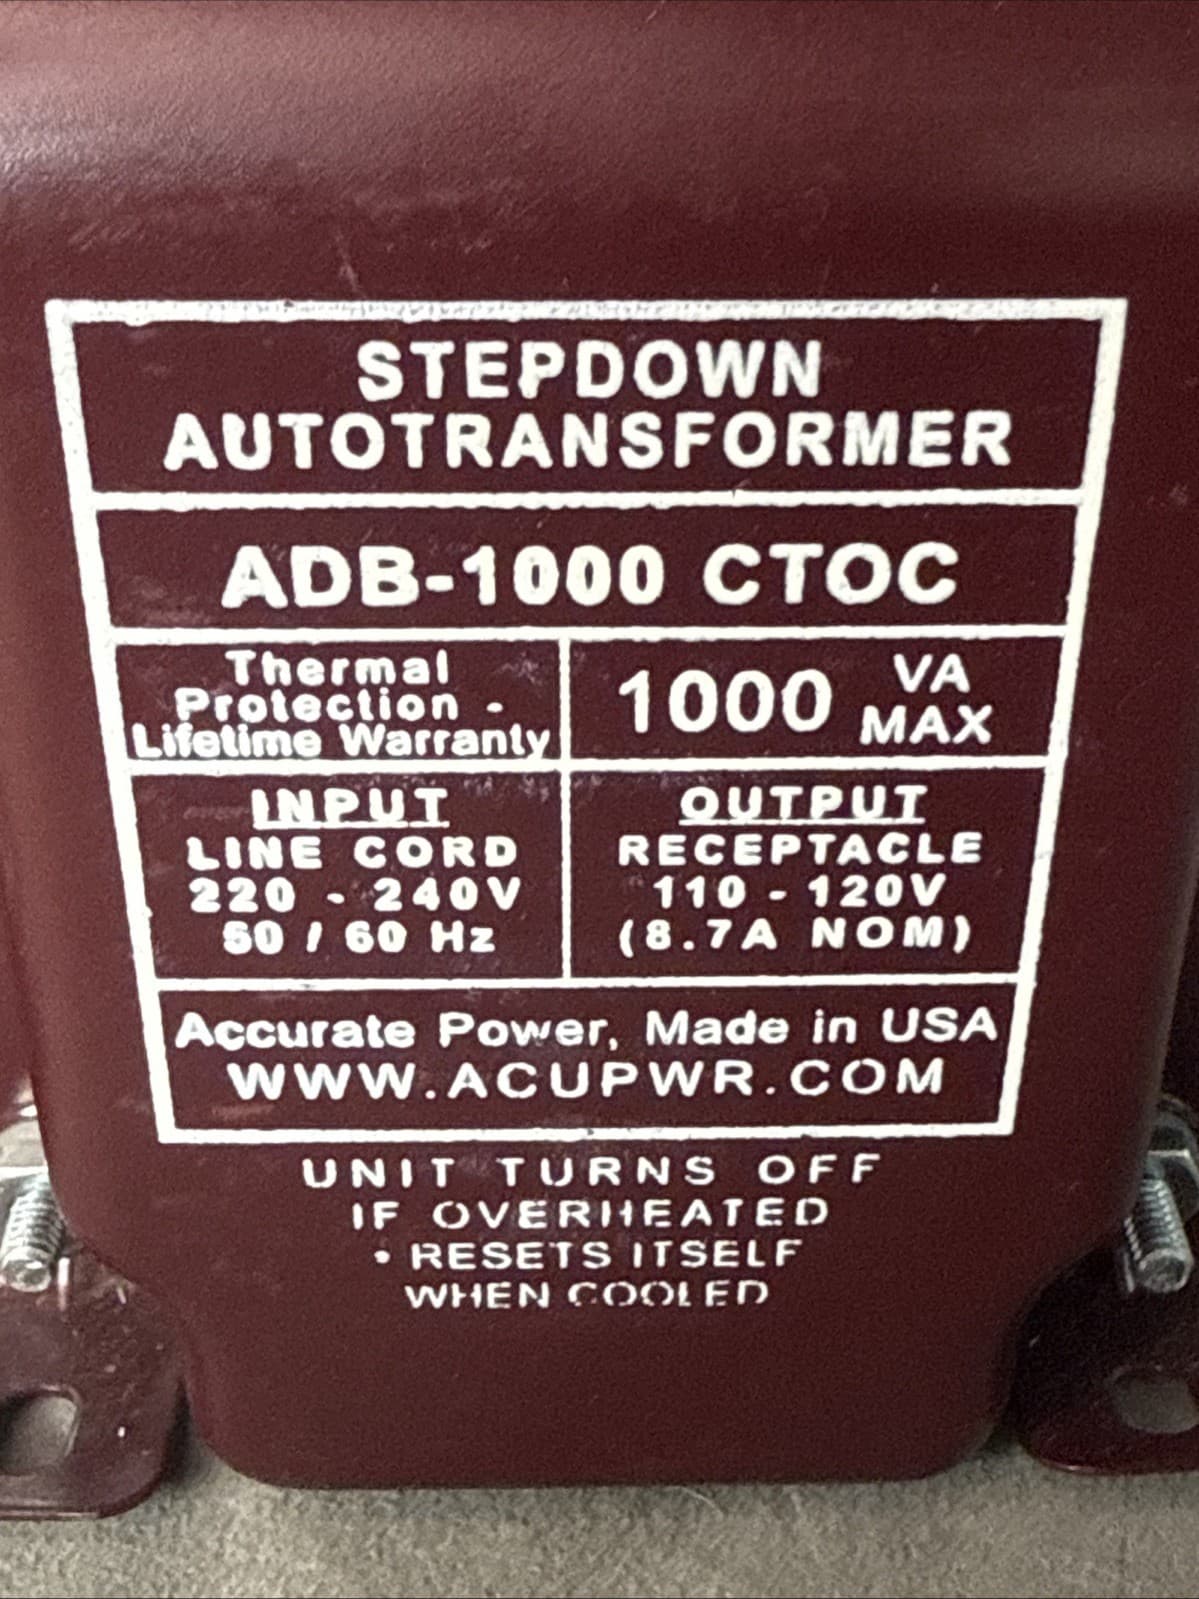 STEPDOWN
AUTOTRANSFORMER
ADB-1000 CTOC
Thermal
Protection -
Lifetime Warranty
1000 VA
MAX
INPUT
LINE CORD
220 - 240V
50 / 60 Hz
OUTPUT
RECEPTACLE
110 - 120V
(8.7A NOM)
Accurate Power, Made in USA
WWW.ACUPWR.COM
UNIT TURNS OFF
IF OVERHEATED
• RESETS ITSELF
WHEN COOLED